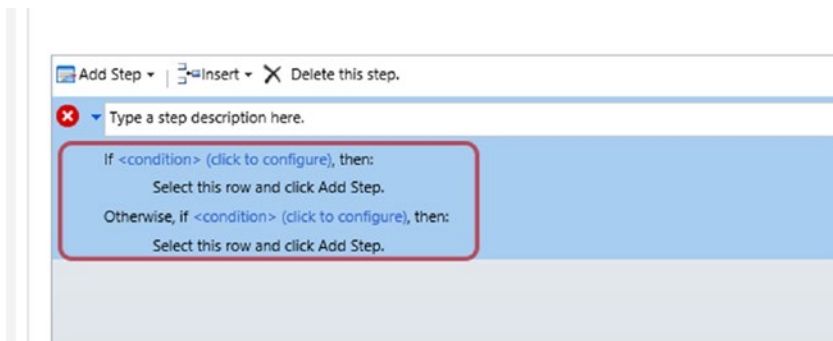 Add Step Insert Delete this step.
Type a step description here.
If <condition> (click to configure), then:
Select this row and click Add Step.
Otherwise, if <condition> (click to configure), then:
Select this row and click Add Step.